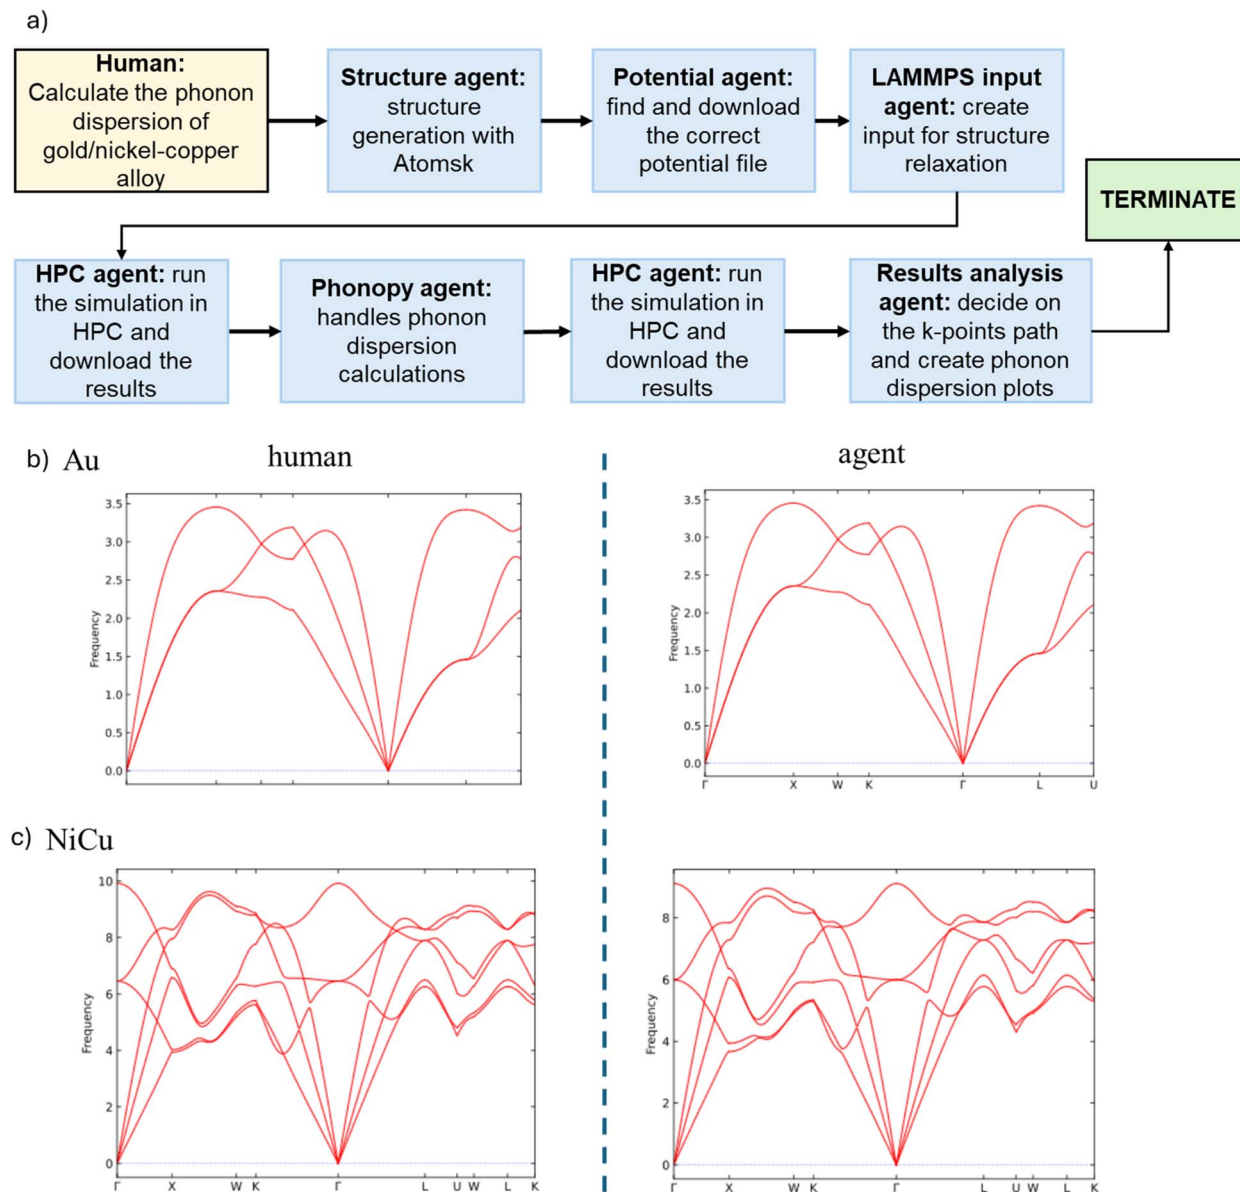 a)
Human:
Calculate the phonon
dispersion of
gold/nickel-copper
alloy
Structure agent:
structure
generation with
Atomsk
Potential agent:
find and download
the correct
potential file
LAMMPS input
agent: create
input for structure
relaxation
TERMINATE
HPC agent: run
the simulation in
HPC and
download the
results
Phonopy agent:
handles phonon
dispersion
calculations
HPC agent: run
the simulation in
HPC and
download the
results
Results analysis
agent: decide on
the k-points path
and create phonon
dispersion plots
b) Au
human
agent
3.5
3.0
2.5
2.0
1.5
1.0
0.5
0.0
Frequency
3.5
3.0
2.5
2.0
1.5
1.0
0.5
0.0
Frequency
Γ X W K Γ L U
c) NiCu
10
8
6
4
2
0
Frequency
Γ X W K Γ L U W L K
8
6
4
2
0
Frequency
Γ X W K Γ L U W L K